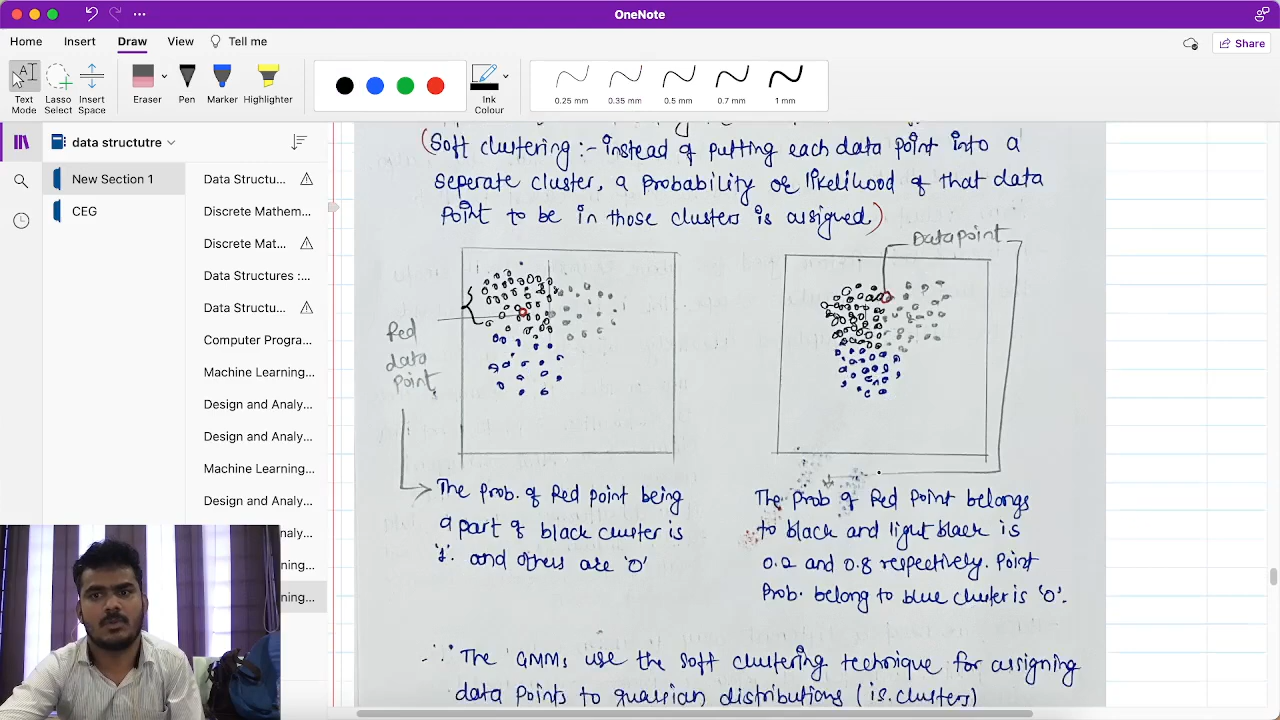 OneNote
Home Insert Draw View Tell me
Share
Text Mode
Lasso Select
Insert Space
Eraser
Pen
Marker
Highlighter
Ink Colour
0.25 mm 0.35 mm 0.5 mm 0.7 mm 1 mm
data structutre
New Section 1
CEG
Data Structu...
Discrete Mathem...
Discrete Mat...
Data Structures :...
Data Structu...
Computer Progra...
Machine Learning...
Design and Analy...
Design and Analy...
Machine Learning...
Design and Analy...
(Soft clustering :- instead of putting each data point into a
seperate cluster, a probability or likelihood of that data
point to be in those clusters is assigned)
Datapoint
Red data point
The prob. of Red point being
a part of black cluster is
'1'. and others are '0'
The prob of Red Point belongs
to black and light black is
0.2 and 0.8 respectively. Point
Prob. belong to blue cluster is '0'.
∴ The GMMs use the soft clustering technique for assigning
data points to guassian distributions (is. clusters)